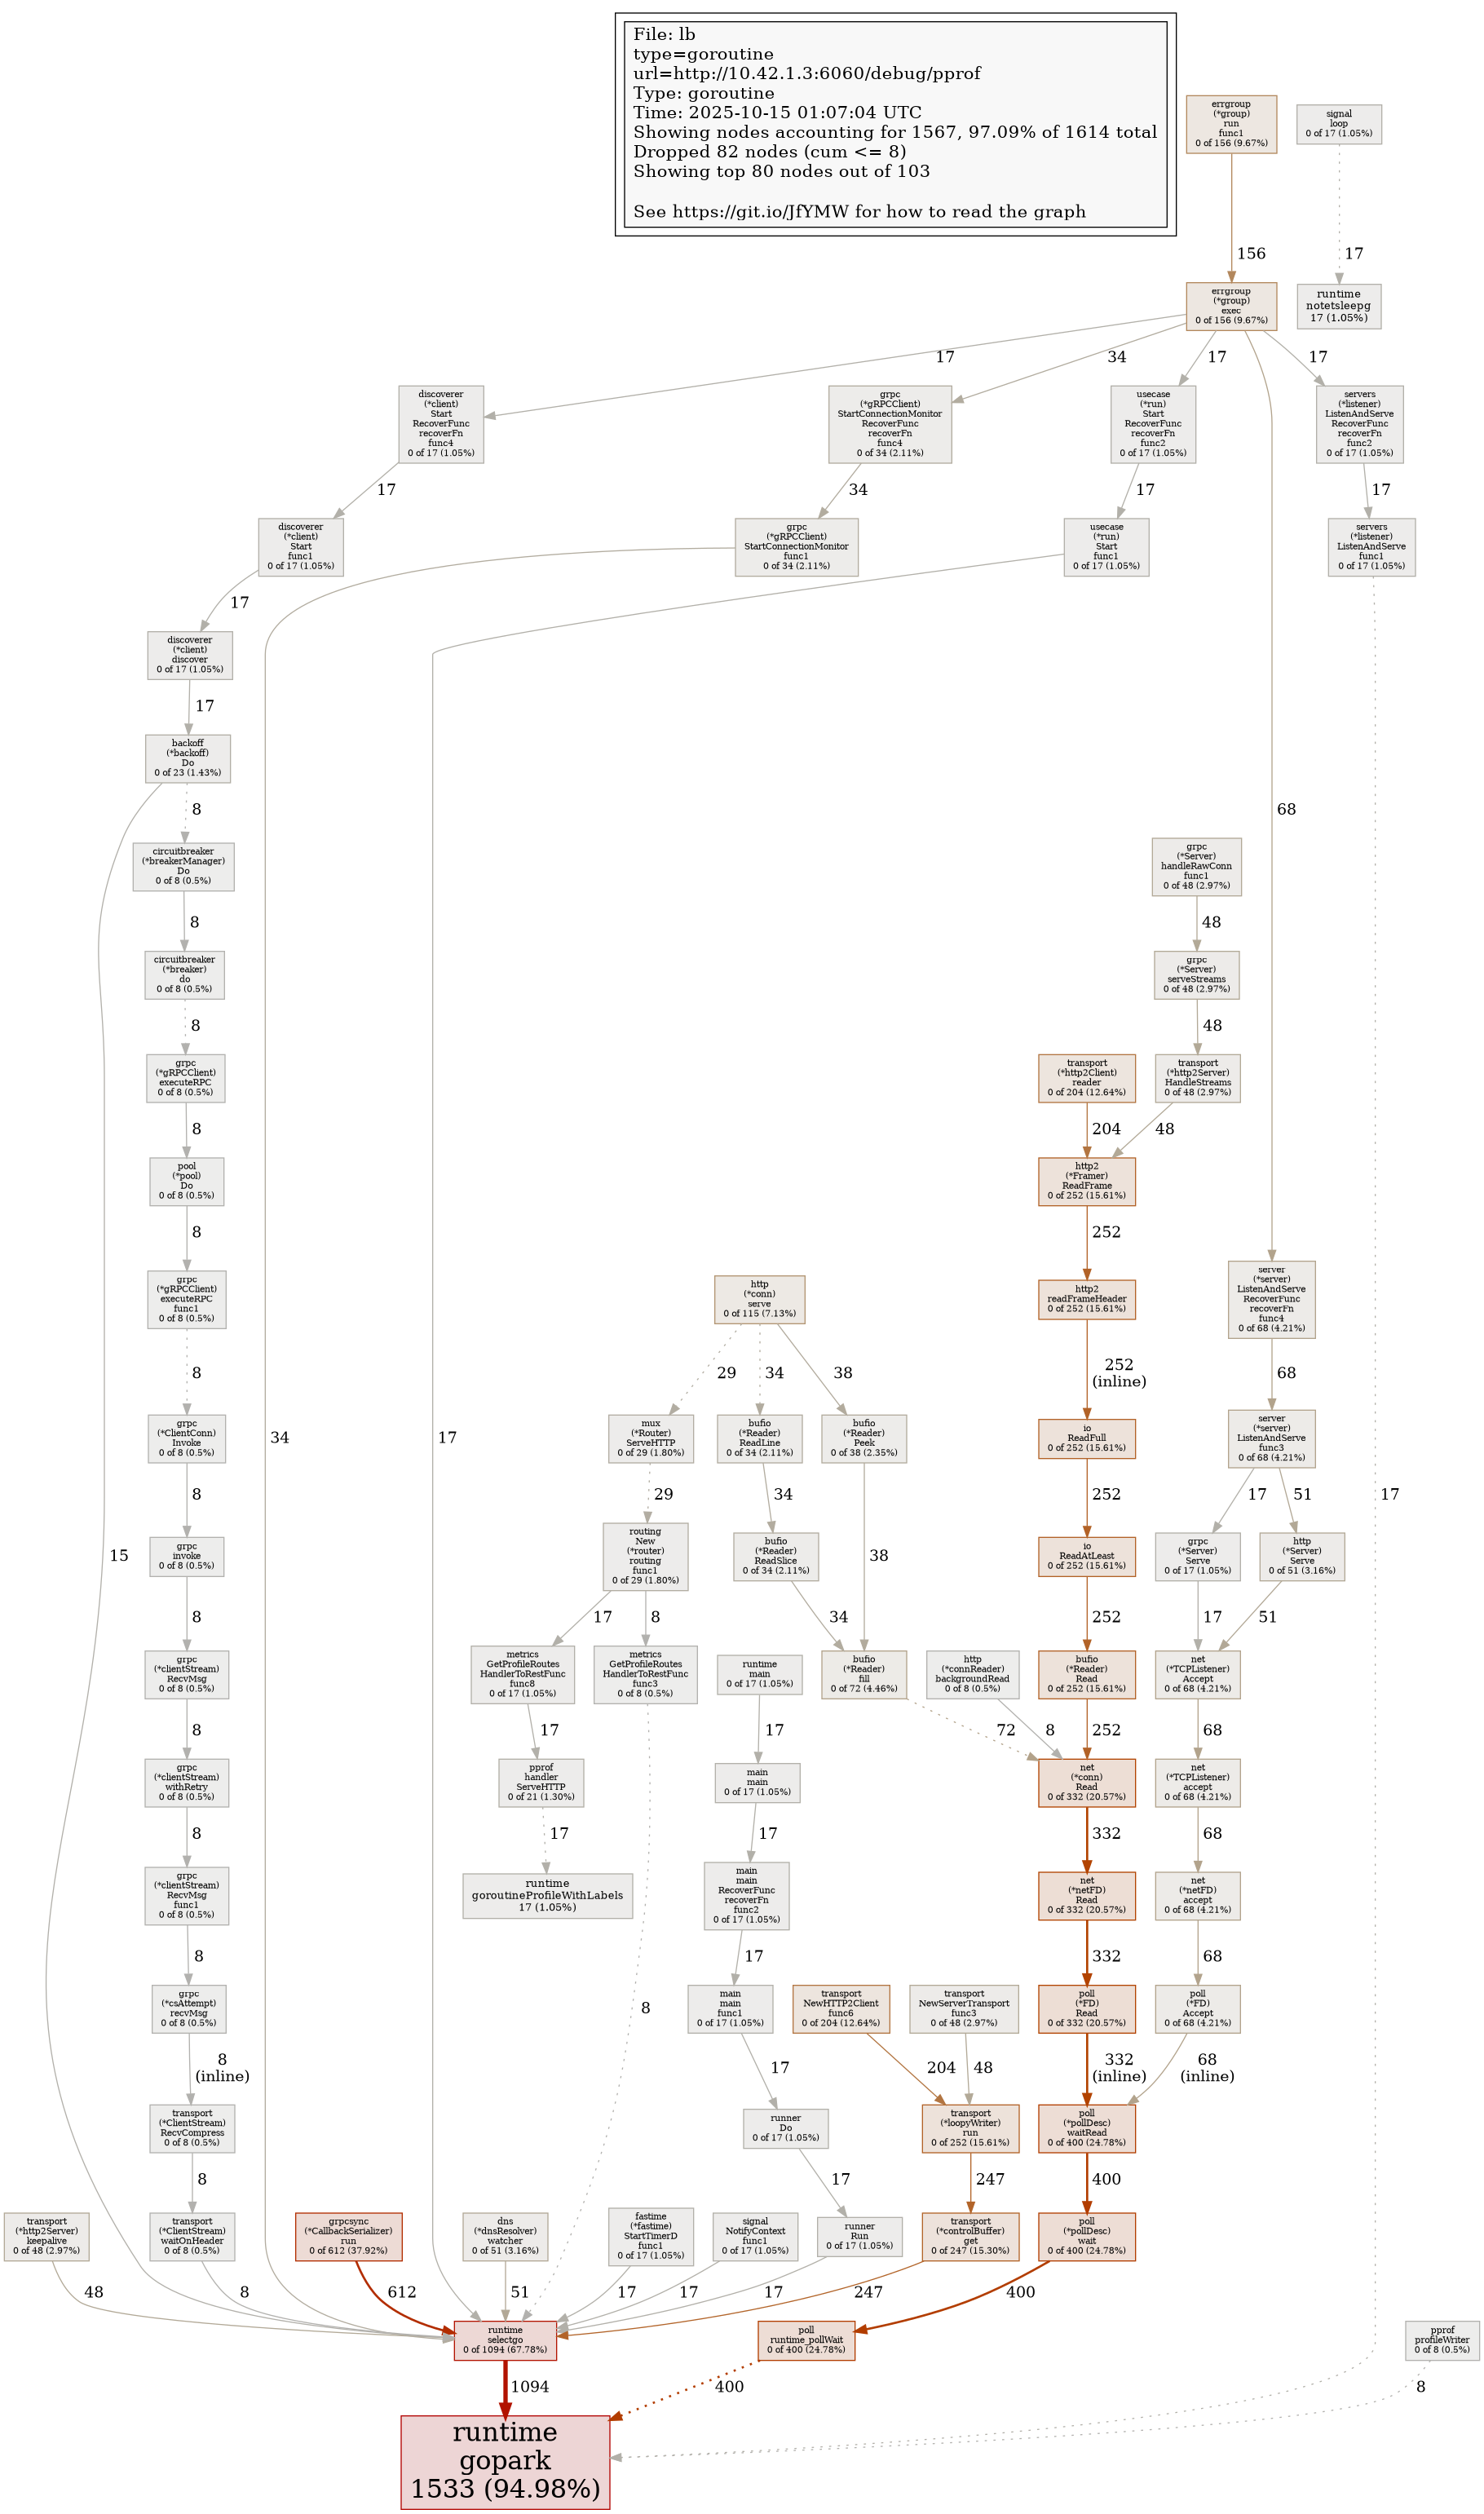 File: lb
type=goroutine
url=http://10.42.1.3:6060/debug/pprof
Type: goroutine
Time: 2025-10-15 01:07:04 UTC
Showing nodes accounting for 1567, 97.09% of 1614 total
Dropped 82 nodes (cum <= 8)
Showing top 80 nodes out of 103
See https://git.io/JfYMW for how to read the graph
errgroup
(*group)
run
func1
0 of 156 (9.67%)
signal
loop
0 of 17 (1.05%)
156
17
errgroup
(*group)
exec
0 of 156 (9.67%)
runtime
notetsleepg
17 (1.05%)
17
34
17
68
17
discoverer
(*client)
Start
RecoverFunc
recoverFn
func4
0 of 17 (1.05%)
grpc
(*gRPCClient)
StartConnectionMonitor
RecoverFunc
recoverFn
func4
0 of 34 (2.11%)
usecase
(*run)
Start
RecoverFunc
recoverFn
func2
0 of 17 (1.05%)
servers
(*listener)
ListenAndServe
RecoverFunc
recoverFn
func2
0 of 17 (1.05%)
17
34
17
17
discoverer
(*client)
Start
func1
0 of 17 (1.05%)
grpc
(*gRPCClient)
StartConnectionMonitor
func1
0 of 34 (2.11%)
usecase
(*run)
Start
func1
0 of 17 (1.05%)
servers
(*listener)
ListenAndServe
func1
0 of 17 (1.05%)
17
34
17
17
discoverer
(*client)
discover
0 of 17 (1.05%)
17
backoff
(*backoff)
Do
0 of 23 (1.43%)
15
8
circuitbreaker
(*breakerManager)
Do
0 of 8 (0.5%)
8
circuitbreaker
(*breaker)
do
0 of 8 (0.5%)
8
grpc
(*gRPCClient)
executeRPC
0 of 8 (0.5%)
8
pool
(*pool)
Do
0 of 8 (0.5%)
8
grpc
(*gRPCClient)
executeRPC
func1
0 of 8 (0.5%)
8
grpc
(*ClientConn)
Invoke
0 of 8 (0.5%)
8
grpc
invoke
0 of 8 (0.5%)
8
grpc
(*clientStream)
RecvMsg
0 of 8 (0.5%)
8
grpc
(*clientStream)
withRetry
0 of 8 (0.5%)
8
grpc
(*clientStream)
RecvMsg
func1
0 of 8 (0.5%)
8
grpc
(*csAttempt)
recvMsg
0 of 8 (0.5%)
8
(inline)
transport
(*ClientStream)
RecvCompress
0 of 8 (0.5%)
8
transport
(*ClientStream)
waitOnHeader
0 of 8 (0.5%)
8
grpc
(*Server)
handleRawConn
func1
0 of 48 (2.97%)
48
grpc
(*Server)
serveStreams
0 of 48 (2.97%)
48
transport
(*http2Client)
reader
0 of 204 (12.64%)
transport
(*http2Server)
HandleStreams
0 of 48 (2.97%)
204
48
http2
(*Framer)
ReadFrame
0 of 252 (15.61%)
252
http2
readFrameHeader
0 of 252 (15.61%)
252
(inline)
io
ReadFull
0 of 252 (15.61%)
252
io
ReadAtLeast
0 of 252 (15.61%)
252
bufio
(*Reader)
Read
0 of 252 (15.61%)
252
server
(*server)
ListenAndServe
RecoverFunc
recoverFn
func4
0 of 68 (4.21%)
68
server
(*server)
ListenAndServe
func3
0 of 68 (4.21%)
17
51
grpc
(*Server)
Serve
0 of 17 (1.05%)
http
(*Server)
Serve
0 of 51 (3.16%)
17
51
net
(*TCPListener)
Accept
0 of 68 (4.21%)
68
net
(*TCPListener)
accept
0 of 68 (4.21%)
68
net
(*netFD)
accept
0 of 68 (4.21%)
68
poll
(*FD)
Accept
0 of 68 (4.21%)
68
(inline)
http
(*conn)
serve
0 of 115 (7.13%)
29
34
38
mux
(*Router)
ServeHTTP
0 of 29 (1.80%)
bufio
(*Reader)
ReadLine
0 of 34 (2.11%)
bufio
(*Reader)
Peek
0 of 38 (2.35%)
29
34
38
routing
New
(*router)
routing
func1
0 of 29 (1.80%)
bufio
(*Reader)
ReadSlice
0 of 34 (2.11%)
17
8
34
metrics
GetProfileRoutes
HandlerToRestFunc
func8
0 of 17 (1.05%)
metrics
GetProfileRoutes
HandlerToRestFunc
func3
0 of 8 (0.5%)
runtime
main
0 of 17 (1.05%)
bufio
(*Reader)
fill
0 of 72 (4.46%)
http
(*connReader)
backgroundRead
0 of 8 (0.5%)
17
8
17
72
8
pprof
handler
ServeHTTP
0 of 21 (1.30%)
17
runtime
goroutineProfileWithLabels
17 (1.05%)
main
main
0 of 17 (1.05%)
17
main
main
RecoverFunc
recoverFn
func2
0 of 17 (1.05%)
17
main
main
func1
0 of 17 (1.05%)
17
runner
Do
0 of 17 (1.05%)
17
runner
Run
0 of 17 (1.05%)
17
net
(*conn)
Read
0 of 332 (20.57%)
332
net
(*netFD)
Read
0 of 332 (20.57%)
332
poll
(*FD)
Read
0 of 332 (20.57%)
332
(inline)
transport
NewHTTP2Client
func6
0 of 204 (12.64%)
transport
NewServerTransport
func3
0 of 48 (2.97%)
204
48
transport
(*loopyWriter)
run
0 of 252 (15.61%)
247
transport
(*controlBuffer)
get
0 of 247 (15.30%)
247
poll
(*pollDesc)
waitRead
0 of 400 (24.78%)
400
poll
(*pollDesc)
wait
0 of 400 (24.78%)
400
transport
(*http2Server)
keepalive
0 of 48 (2.97%)
48
grpcsync
(*CallbackSerializer)
run
0 of 612 (37.92%)
612
dns
(*dnsResolver)
watcher
0 of 51 (3.16%)
51
fastime
(*fastime)
StartTimerD
func1
0 of 17 (1.05%)
17
signal
NotifyContext
func1
0 of 17 (1.05%)
17
runtime
selectgo
0 of 1094 (67.78%)
1094
poll
runtime_pollWait
0 of 400 (24.78%)
400
pprof
profileWriter
0 of 8 (0.5%)
8
runtime
gopark
1533 (94.98%)